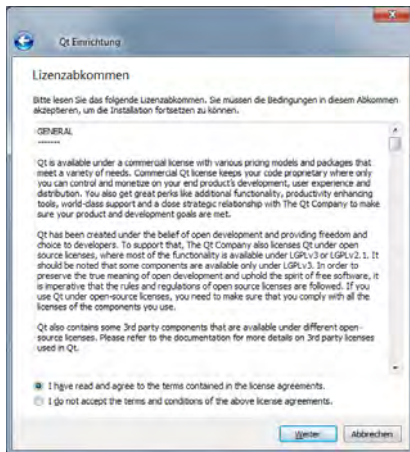 Qt Einrichtung
Lizenzabkommen
Bitte lesen Sie das folgende Lizenzabkommen. Sie müssen die Bedingungen in diesem Abkommen
akzeptieren, um die Installation fortsetzen zu können.
GENERAL
-------
Qt is available under a commercial license with various pricing models and packages that
meet a variety of needs. Commercial Qt license keeps your code proprietary where only
you can control and monetize on your end product's development, user experience and
distribution. You also get great perks like additional functionality, productivity enhancing
tools, world-class support and a close strategic relationship with The Qt Company to make
sure your product and development goals are met.
Qt has been created under the belief of open development and providing freedom and
choice to developers. To support that, The Qt Company also licenses Qt under open
source licenses, where most of the functionality is available under LGPLv3 or LGPLv2.1. It
should be noted that some components are available only under LGPLv3. In order to
preserve the true meaning of open development and uphold the spirit of free software, it
is imperative that the rules and regulations of open source licenses are followed. If you
use Qt under open-source licenses, you need to make sure that you comply with all the
licenses of the components you use.
Qt also contains some 3rd party components that are available under different open-
source licenses. Please refer to the documentation for more details on 3rd party licenses
used in Qt.
I have read and agree to the terms contained in the license agreements.
I do not accept the terms and conditions of the above license agreements.
Weiter
Abbrechen